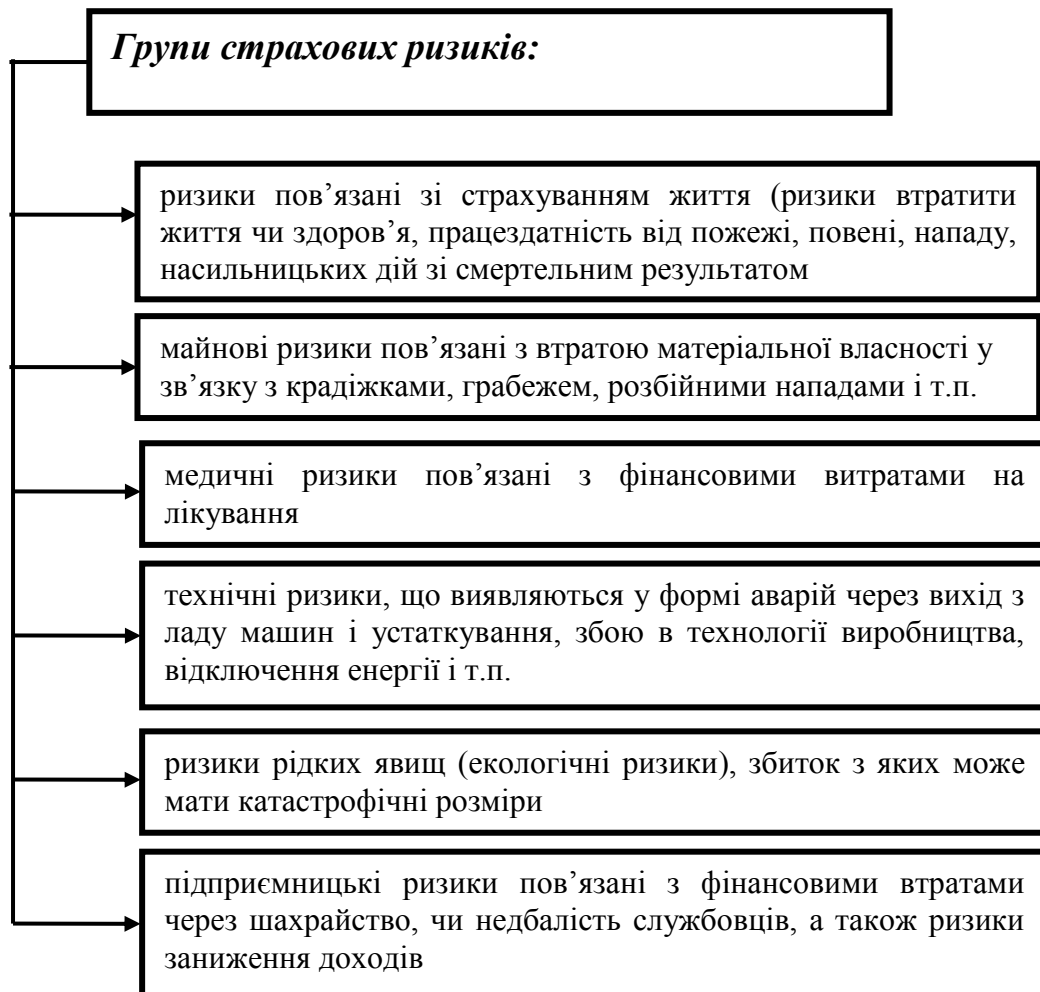 Групи страхових ризиків:
ризики пов’язані зі страхуванням життя (ризики втратити
життя чи здоров’я, працездатність від пожежі, повені, нападу,
насильницьких дій зі смертельним результатом
майнові ризики пов’язані з втратою матеріальної власності у
зв’язку з крадіжками, грабежем, розбійними нападами і т.п.
медичні ризики пов’язані з фінансовими витратами на
лікування
технічні ризики, що виявляються у формі аварій через вихід з
ладу машин і устаткування, збою в технології виробництва,
відключення енергії і т.п.
ризики рідких явищ (екологічні ризики), збиток з яких може
мати катастрофічні розміри
підприємницькі ризики пов’язані з фінансовими втратами
через шахрайство, чи недбалість службовців, а також ризики
заниження доходів